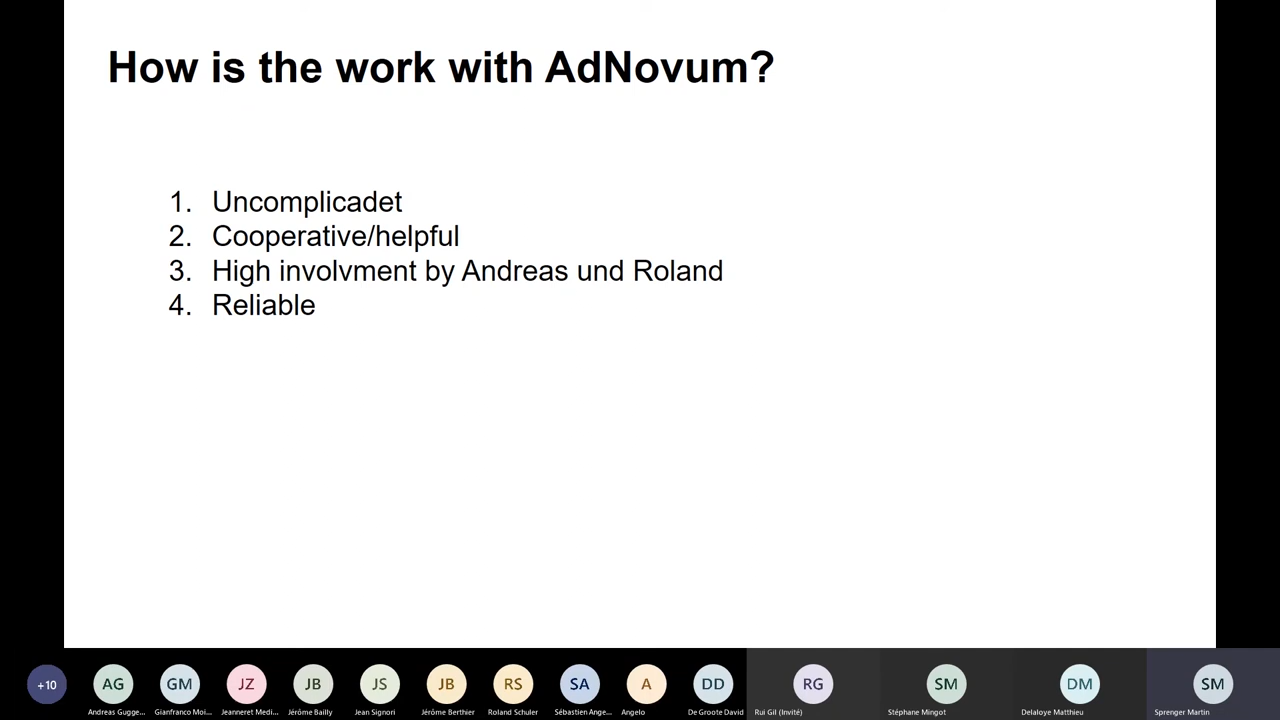 How is the work with AdNovum?
1. Uncomplicadet
2. Cooperative/helpful
3. High involvment by Andreas und Roland
4. Reliable
+10 AG GM JZ JB JS JB RS SA A DD RG SM DM SM
Andreas Gugge... Gianfranco Moi... Jeanneret Medi... Jérôme Bailly Jean Signori Jérôme Berthier Roland Schuler Sébastien Ange... Angelo De Groote David Rui Gil (Invité) Stéphane Mingot Delaloye Matthieu Sprenger Martin